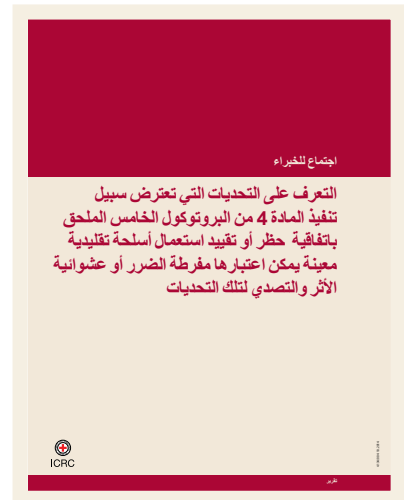 اجتماع للخبراء
التعرف على التحديات التي تعترض سبيل
تنفيذ المادة 4 من البروتوكول الخامس الملحق
باتفاقية حظر أو تقييد استعمال أسلحة تقليدية
معينة يمكن اعتبارها مفرطة الضرر أو عشوائية
الأثر والتصدي لتلك التحديات
ICRC
تقرير